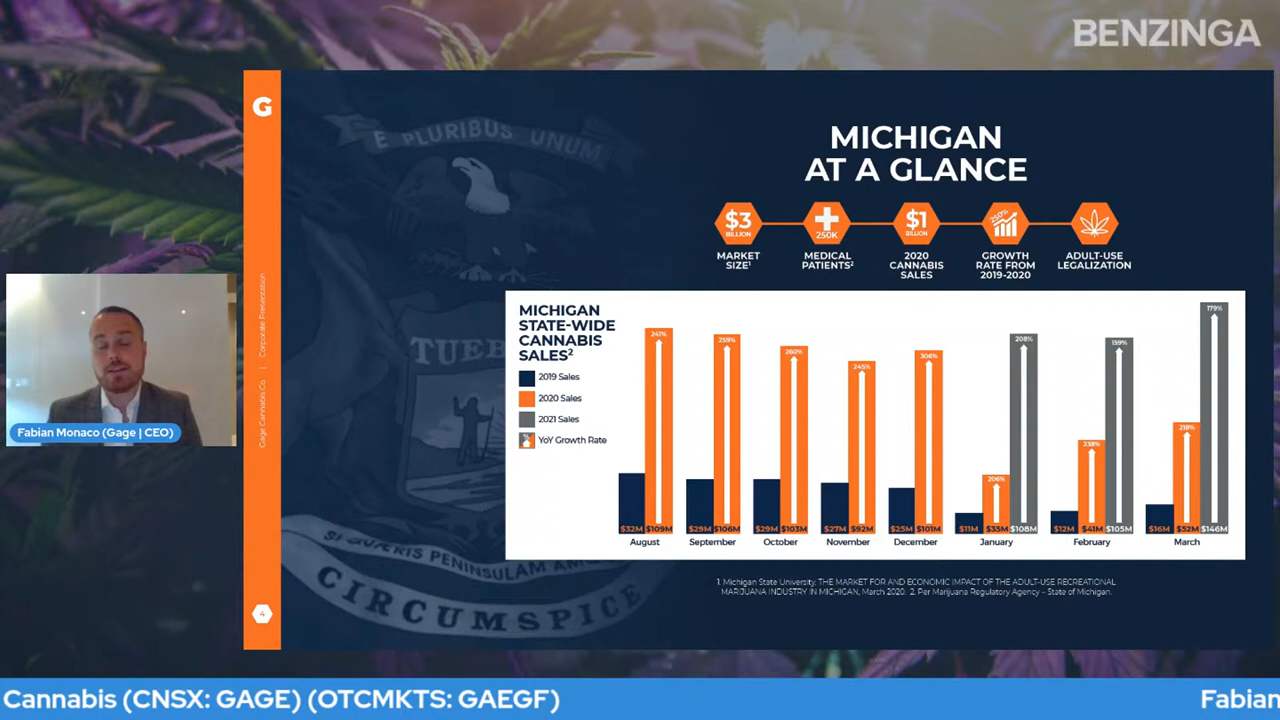 BENZINGA
G
Gage Cannabis Co. | Corporate Presentation
4
E PLURIBUS UNUM
TUEB
SI QUÆRIS PENINSULAM AM
CIRCUMSPICE
MICHIGAN
AT A GLANCE
$3
BILLION
MARKET
SIZE¹
250K
MEDICAL
PATIENTS²
$1
BILLION
2020
CANNABIS
SALES
250%
GROWTH
RATE FROM
2019-2020
ADULT-USE
LEGALIZATION
MICHIGAN
STATE-WIDE
CANNABIS
SALES²
2019 Sales
2020 Sales
2021 Sales
YoY Growth Rate
241%
$32M $109M
August
259%
$29M $106M
September
260%
$29M $103M
October
245%
$27M $92M
November
306%
$25M $101M
December
206% 208%
$11M $35M $108M
January
238% 159%
$12M $41M $105M
February
218% 179%
$16M $52M $146M
March
1. Michigan State University, THE MARKET FOR AND ECONOMIC IMPACT OF THE ADULT-USE RECREATIONAL
MARIJUANA INDUSTRY IN MICHIGAN, March 2020. 2. Per Marijuana Regulatory Agency – State of Michigan.
Fabian Monaco (Gage | CEO)
Cannabis (CNSX: GAGE) (OTCMKTS: GAEGF)
Fabian